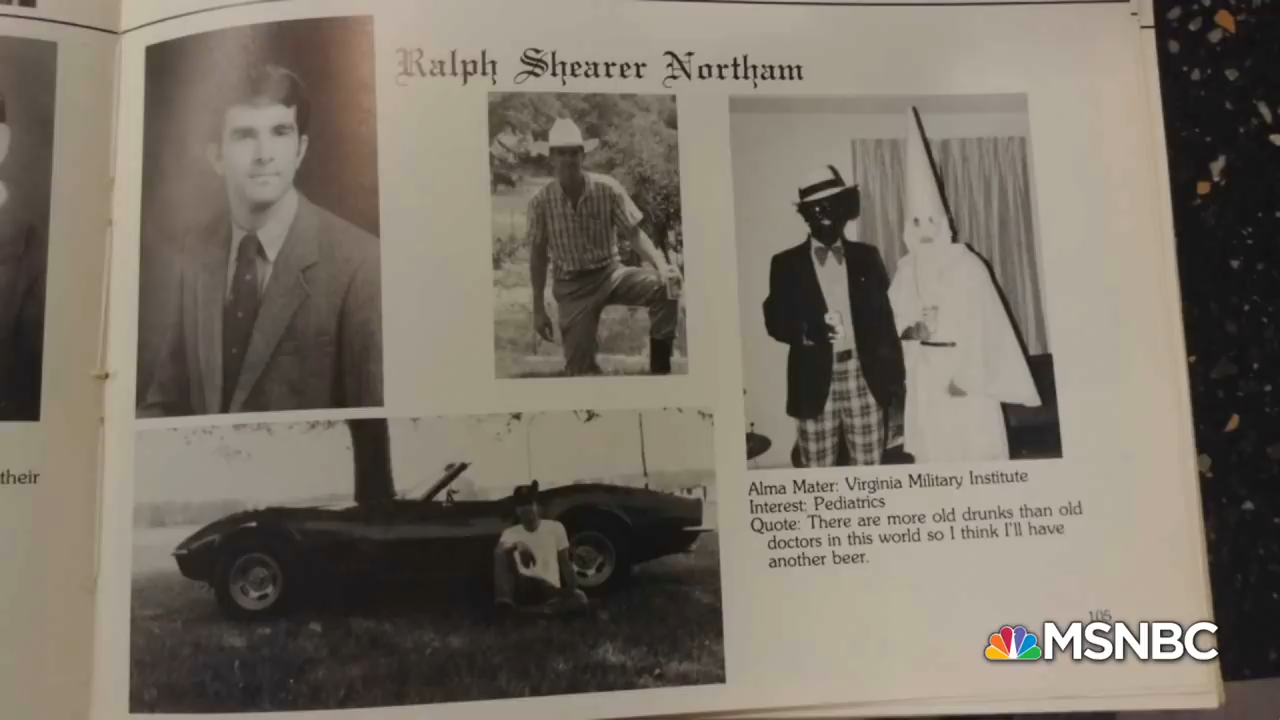 Ralph Shearer Northam
their
Alma Mater: Virginia Military Institute
Interest: Pediatrics
Quote: There are more old drunks than old
doctors in this world so I think I'll have
another beer.
105
MSNBC